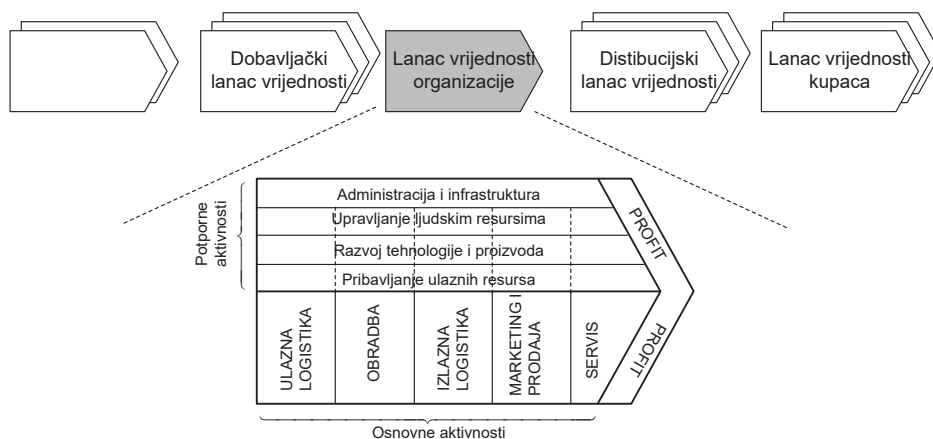 Dobavljački
lanac vrijednosti
Lanac vrijednosti
organizacije
Distibucijski
lanac vrijednosti
Lanac vrijednosti
kupaca
Potporne
aktivnosti
Administracija i infrastruktura
Upravljanje ljudskim resursima
Razvoj tehnologije i proizvoda
Pribavljanje ulaznih resursa
PROFIT
ULAZNA
LOGISTIKA
OBRADBA
IZLAZNA
LOGISTIKA
MARKETING I
PRODAJA
SERVIS
PROFIT
Osnovne aktivnosti